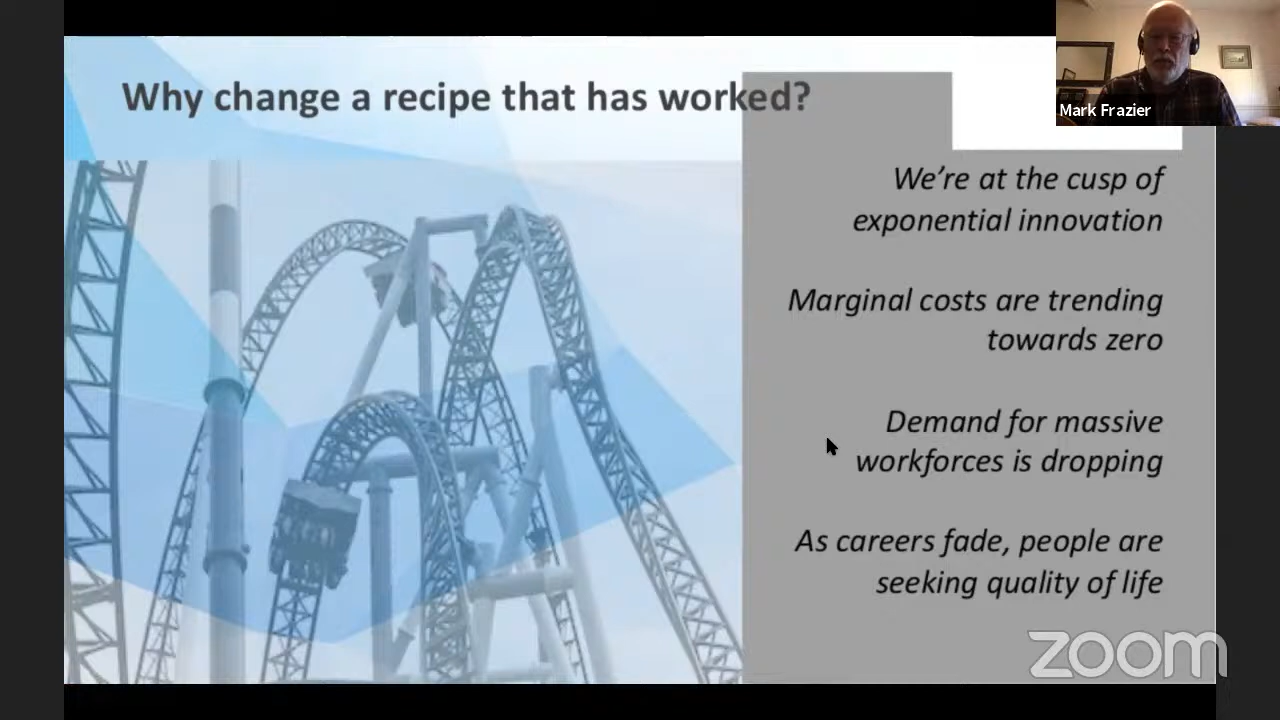 Why change a recipe that has worked?
Mark Frazier
We're at the cusp of
exponential innovation
Marginal costs are trending
towards zero
Demand for massive
workforces is dropping
As careers fade, people are
seeking quality of life
zoom